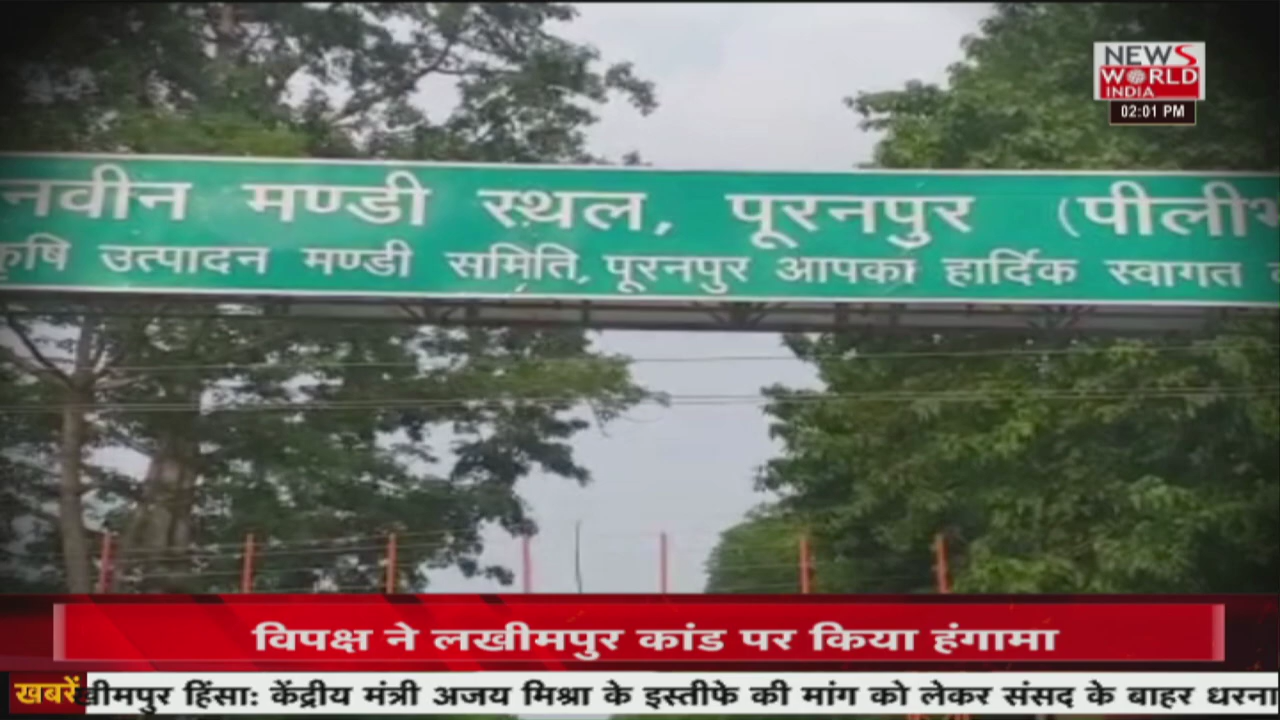 NEWS
WORLD
INDIA
02:01 PM
नवीन मण्डी स्थल, पूरनपुर (पीलीभ
कृषि उत्पादन मण्डी समिति, पूरनपुर आपका हार्दिक स्वागत
विपक्ष ने लखीमपुर कांड पर किया हंगामा
खबरें खीमपुर हिंसा: केंद्रीय मंत्री अजय मिश्रा के इस्तीफे की मांग को लेकर संसद के बाहर धरना